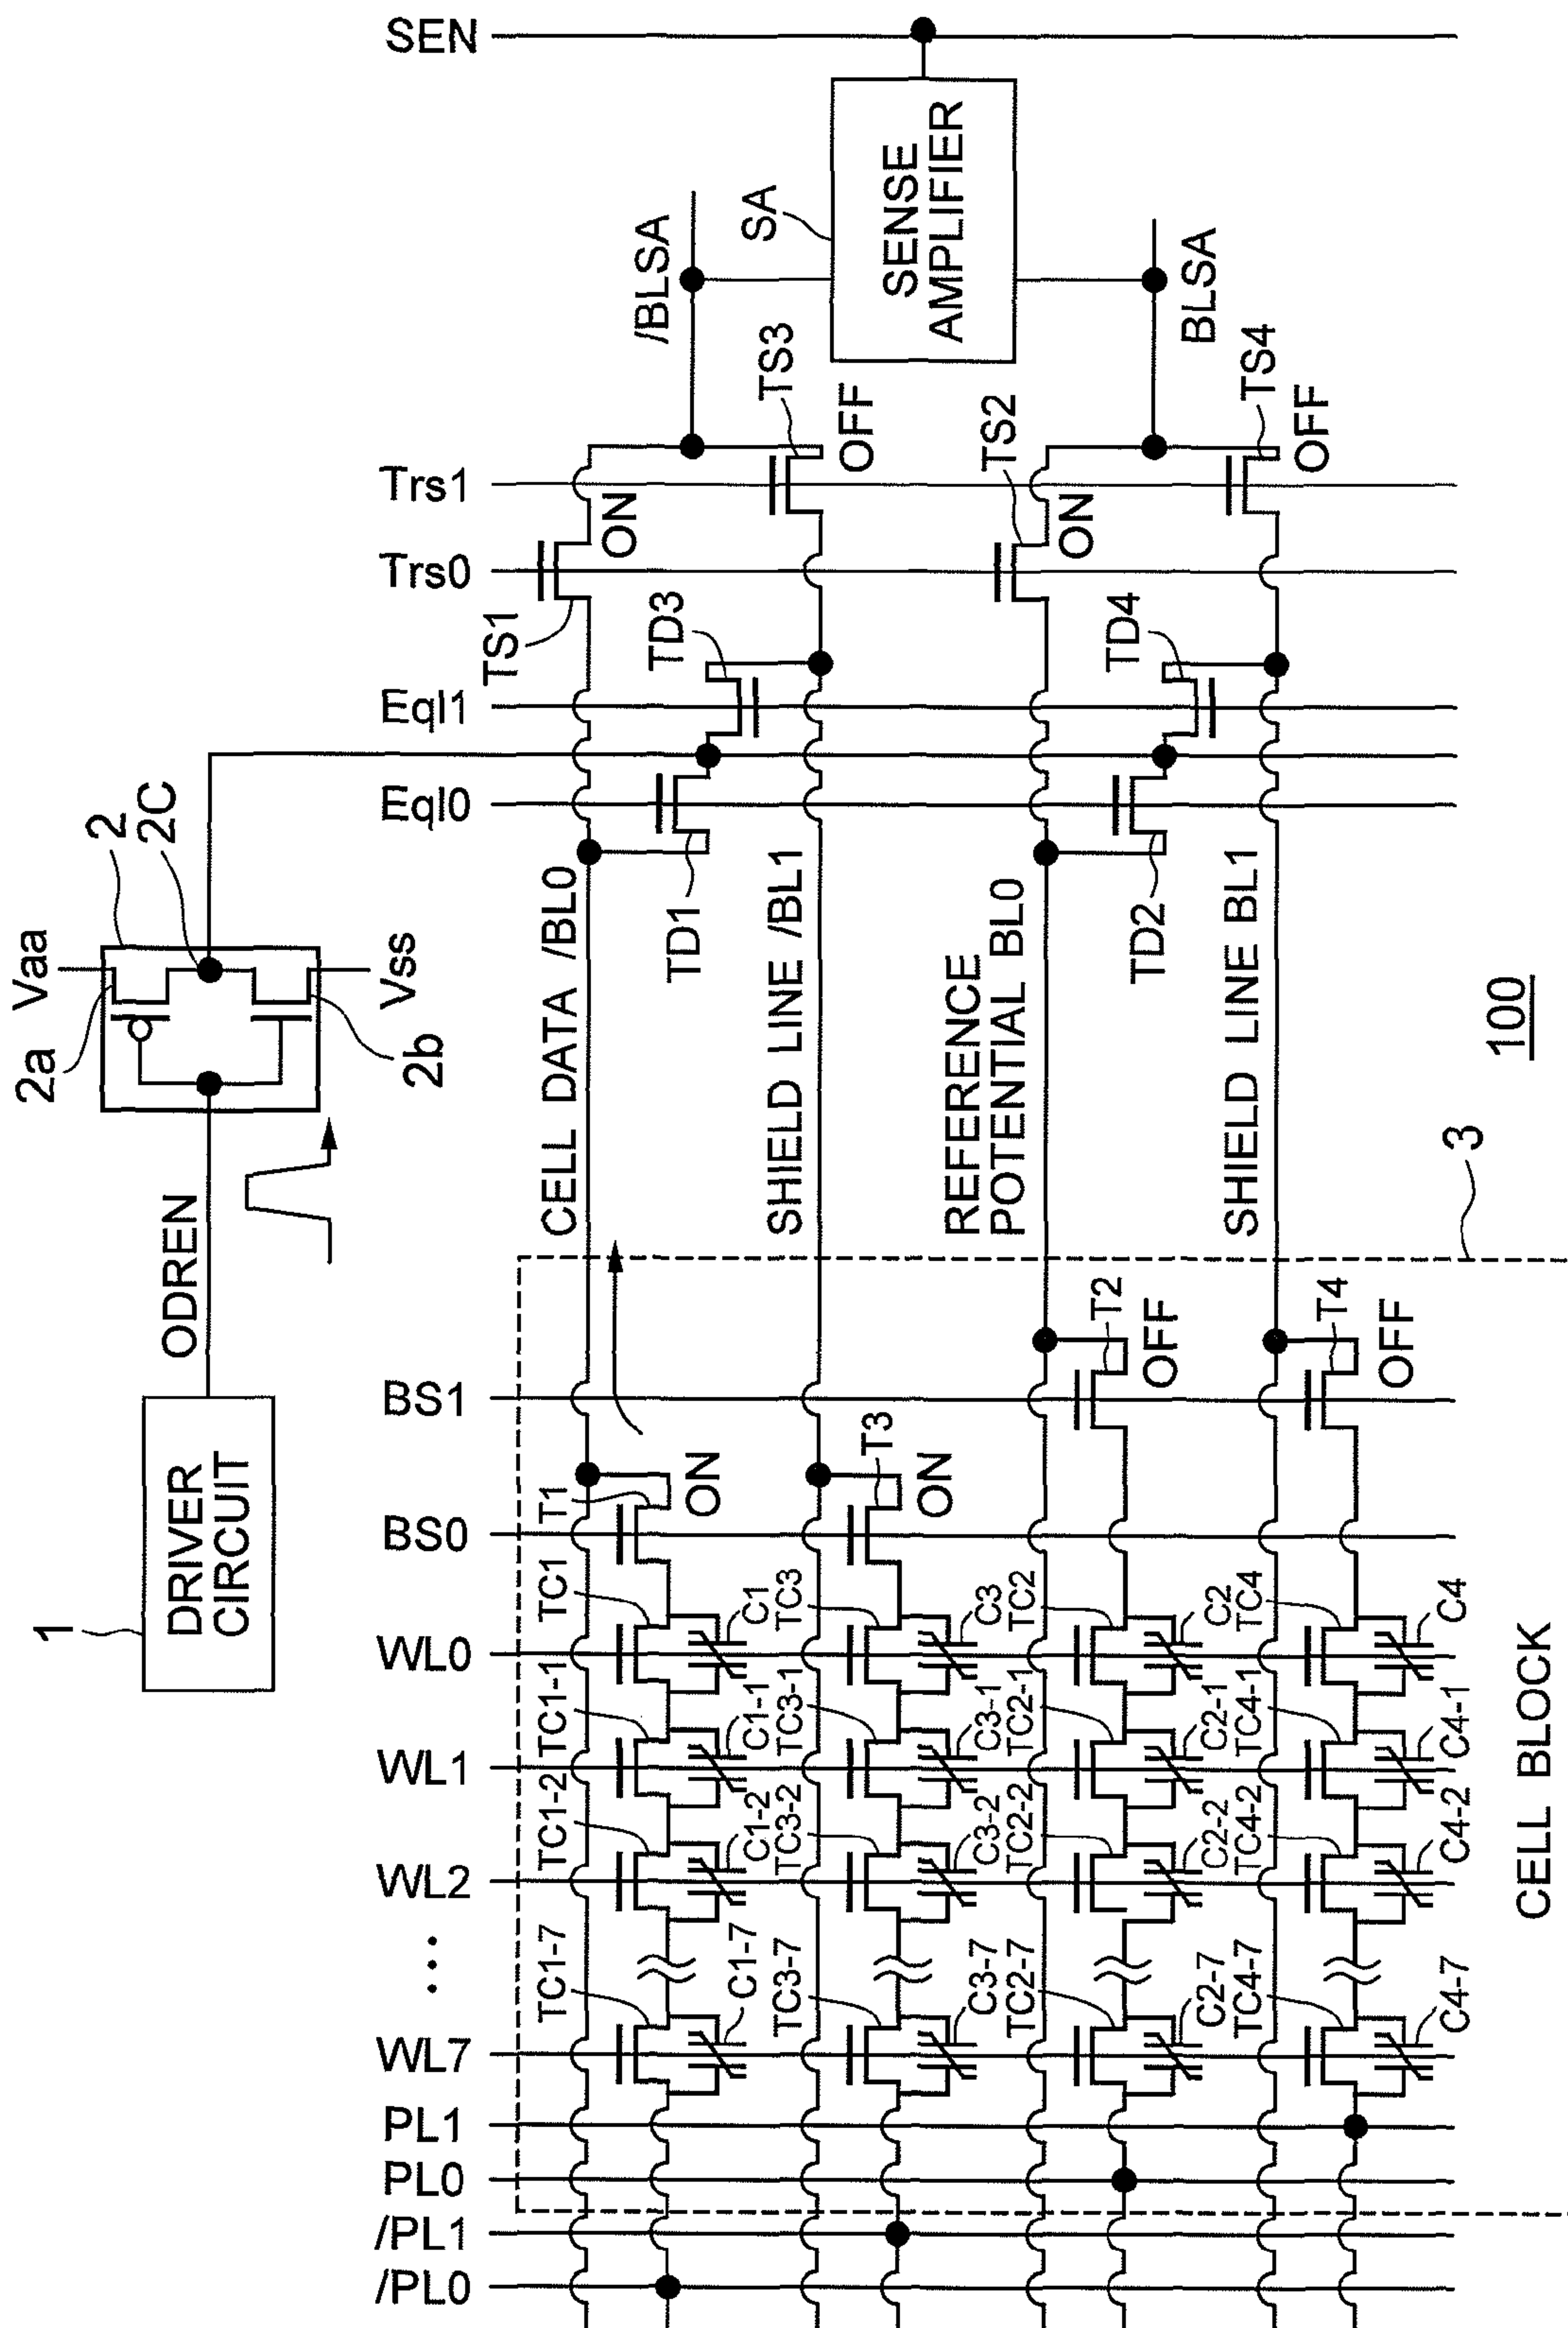 SEN
SENSE
AMPLIFIER
SA
/BLSA
BLSA
TS3
OFF
TS4
OFF
Trs1
TS2
ON
ON
Trs0
TS1
TD3
TD4
Eql1
Eql0
TD1
TD2
2
2C
Vaa
Vss
2a
2b
CELL DATA /BL0
SHIELD LINE /BL1
REFERENCE
POTENTIAL BL0
SHIELD LINE BL1
100
ODREN
3
1
DRIVER
CIRCUIT
BS1
T2
OFF
T4
OFF
BS0
T1
ON
T3
ON
WL0
TC1
C1
TC3
C3
TC2
C2
TC4
C4
WL1
TC1-1
C1-1
TC3-1
C3-1
TC2-1
C2-1
TC4-1
C4-1
WL2
TC1-2
C1-2
TC3-2
C3-2
TC2-2
C2-2
TC4-2
C4-2
...
WL7
TC1-7
C1-7
TC3-7
C3-7
TC2-7
C2-7
TC4-7
C4-7
PL1
PL0
/PL1
/PL0
CELL BLOCK